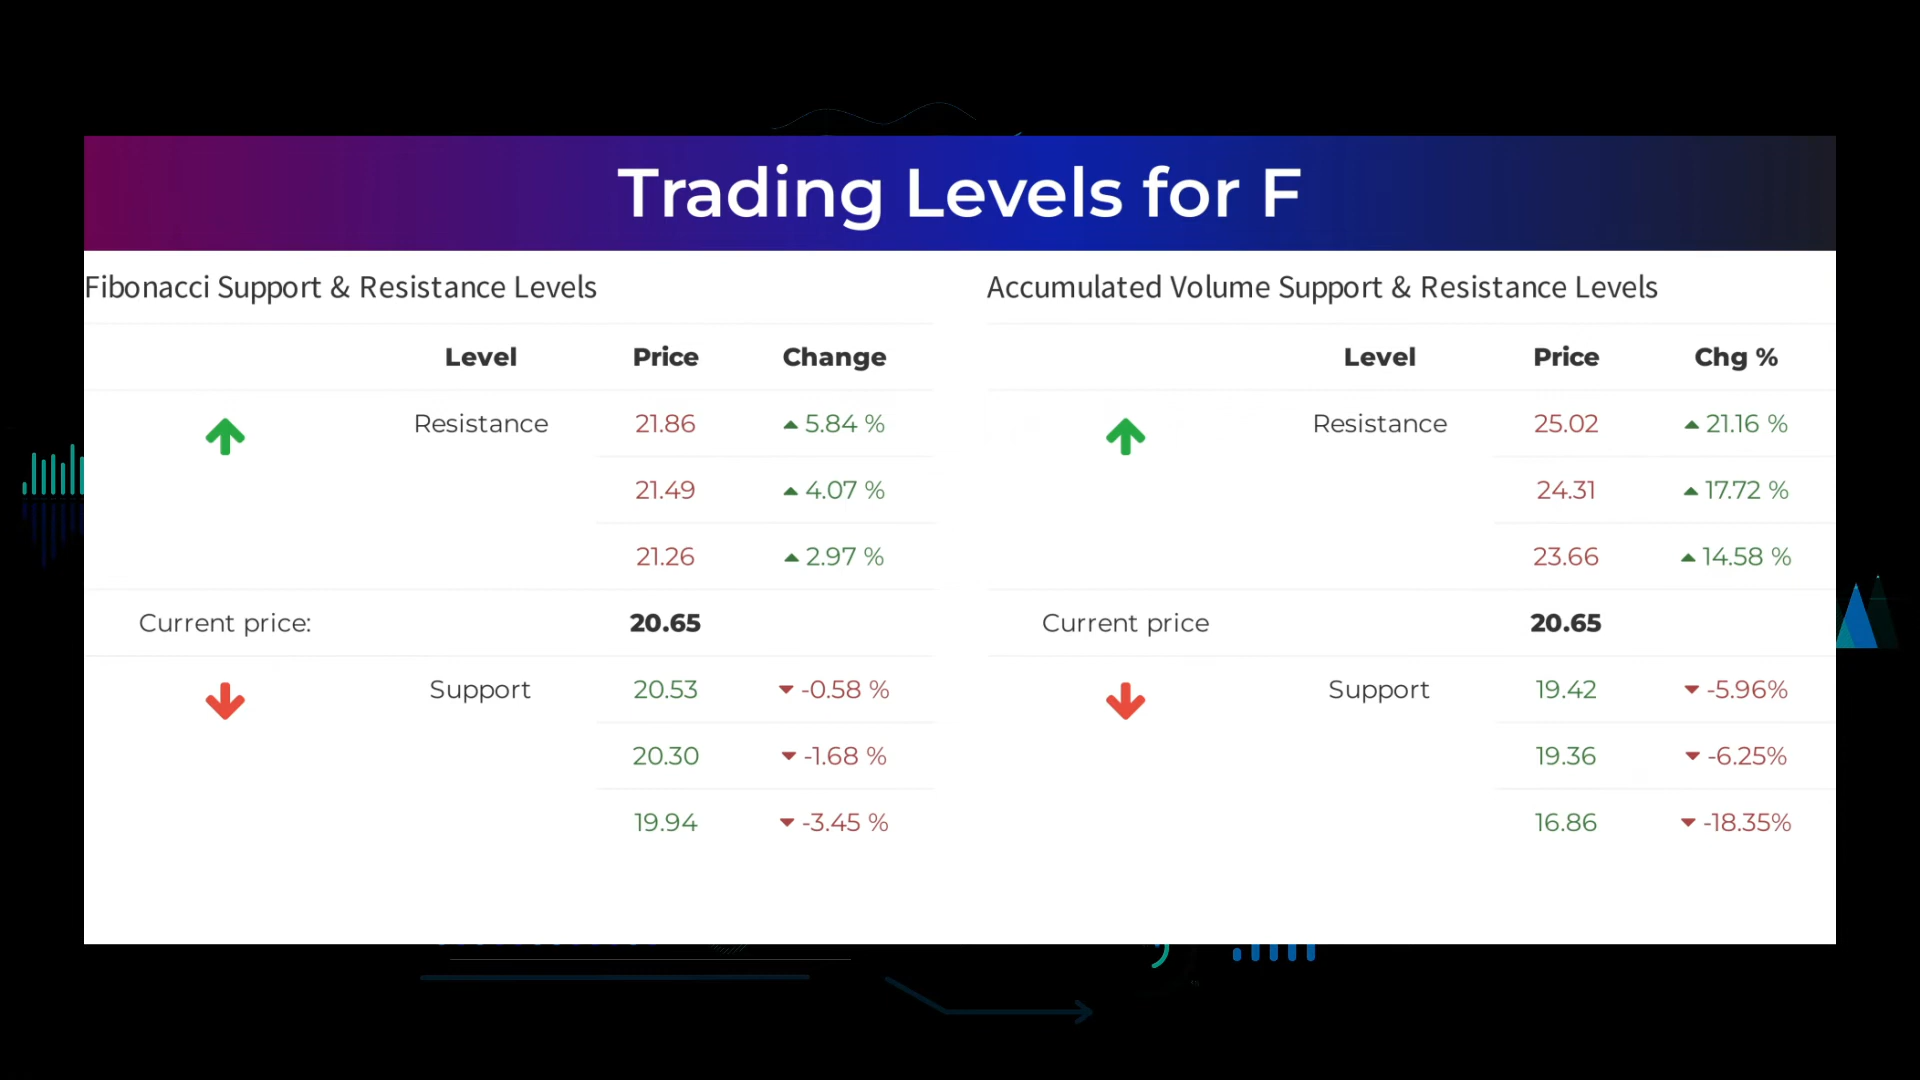 Trading Levels for F
Fibonacci Support & Resistance Levels
Level Price Change
Resistance 21.86 5.84 %
21.49 4.07 %
21.26 2.97 %
Current price: 20.65
Support 20.53 -0.58 %
20.30 -1.68 %
19.94 -3.45 %
Accumulated Volume Support & Resistance Levels
Level Price Chg %
Resistance 25.02 21.16 %
24.31 17.72 %
23.66 14.58 %
Current price 20.65
Support 19.42 -5.96%
19.36 -6.25%
16.86 -18.35%